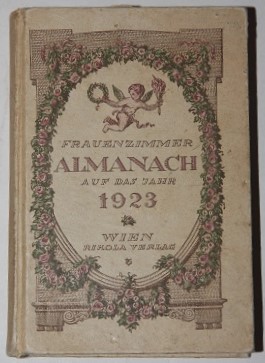 FRAUENZIMMER
ALMANACH
AUF DAS JAHR
1923
WIEN
RIKOLA VERLAG